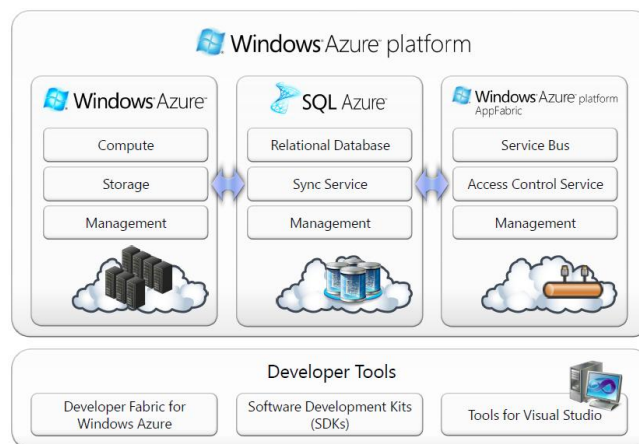 Windows Azure platform
Windows Azure
Compute
Storage
Management
SQL Azure
Relational Database
Sync Service
Management
Windows Azure platform
AppFabric
Service Bus
Access Control Service
Management
Developer Tools
Developer Fabric for
Windows Azure
Software Development Kits
(SDKs)
Tools for Visual Studio